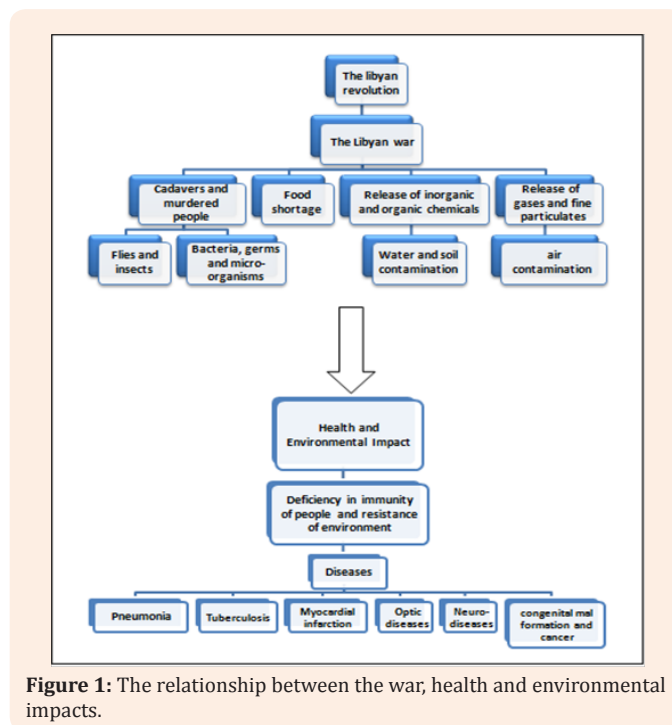 The libyan
revolution
The Libyan war
Cadavers and
murdered
people
Food
shortage
Release of inorganic
and organic chemicals
Release of
gases and fine
particulates
Flies and
insects
Bacteria, germs
and micro-
organisms
Water and soil
contamination
air
contamination
Health and
Environmental Impact
Deficiency in immunity
of people and resistance
of environment
Diseases
Pneumonia
Tuberculosis
Myocardial
infarction
Optic
diseases
Neuro-
diseases
congenital mal
formation and
cancer
Figure 1: The relationship between the war, health and environmental
impacts.